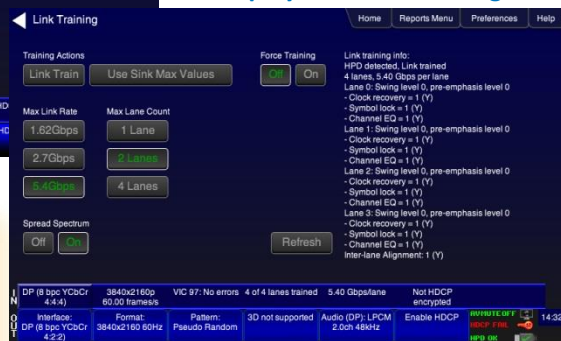 Link Training
Home
Reports Menu
Preferences
Help
Training Actions
Link Train
Use Sink Max Values
Force Training
Off
On
Max Link Rate
1.62Gbps
2.7Gbps
5.4Gbps
Max Lane Count
1 Lane
2 Lanes
4 Lanes
Spread Spectrum
Off
On
Refresh
Link training info:
HPD detected, Link trained
4 lanes, 5.40 Gbps per lane
Lane 0: Swing level 0, pre-emphasis level 0
- Clock recovery = 1 (Y)
- Symbol lock = 1 (Y)
- Channel EQ = 1 (Y)
Lane 1: Swing level 0, pre-emphasis level 0
- Clock recovery = 1 (Y)
- Symbol lock = 1 (Y)
- Channel EQ = 1 (Y)
Lane 2: Swing level 0, pre-emphasis level 0
- Clock recovery = 1 (Y)
- Symbol lock = 1 (Y)
- Channel EQ = 1 (Y)
Lane 3: Swing level 0, pre-emphasis level 0
- Clock recovery = 1 (Y)
- Symbol lock = 1 (Y)
- Channel EQ = 1 (Y)
Inter-lane Alignment: 1 (Y)
IN
DP (8 bpc YCbCr
4:4:4)
3840x2160p
60.00 frames/s
VIC 97: No errors
4 of 4 lanes trained
5.40 Gbps/lane
Not HDCP
encrypted
OUT
Interface:
DP (8 bpc YCbCr
4:2:2)
Format:
3840x2160 60Hz
Pattern:
Pseudo Random
3D not supported
Audio (DP): LPCM
2.0ch 48kHz
Enable HDCP
AVMUTE OFF
HDCP FAIL
HPD OK
14:32